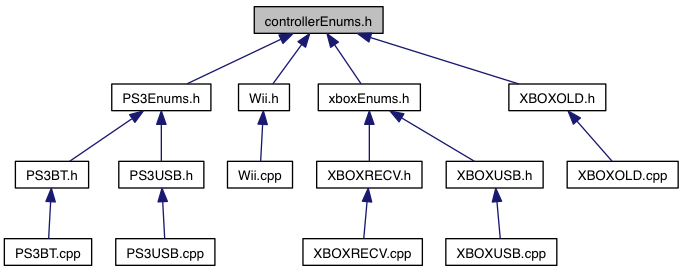 controllerEnums.h
PS3Enums.h
Wii.h
xboxEnums.h
XBOXOLD.h
PS3BT.h
PS3USB.h
Wii.cpp
XBOXRECV.h
XBOXUSB.h
XBOXOLD.cpp
PS3BT.cpp
PS3USB.cpp
XBOXRECV.cpp
XBOXUSB.cpp